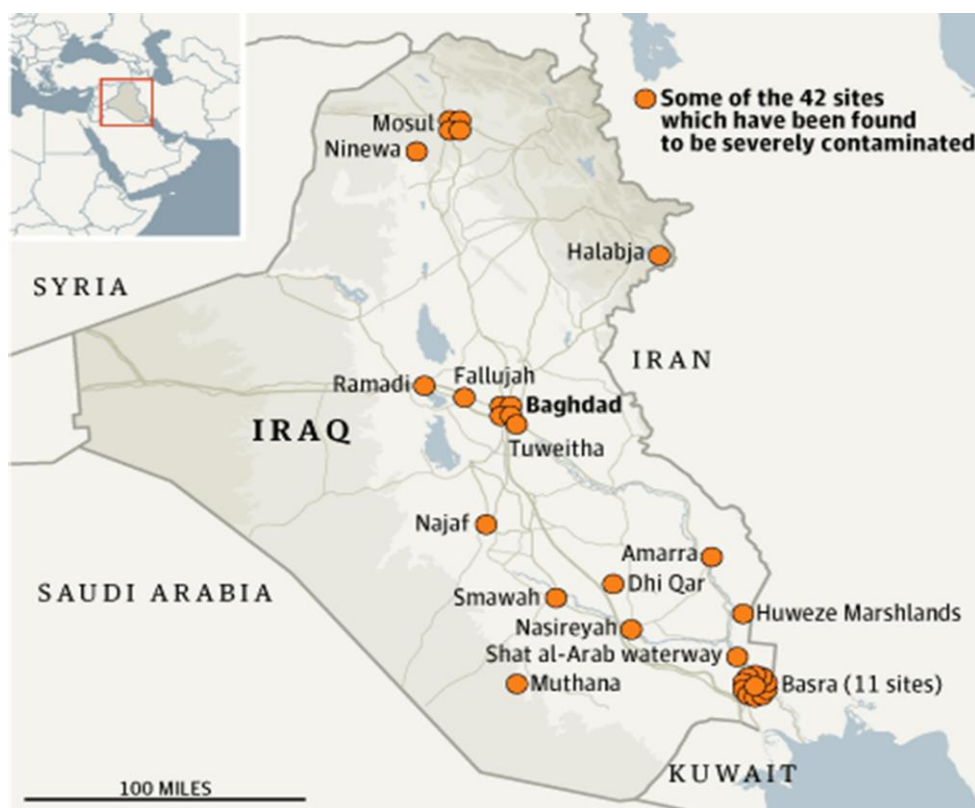 Some of the 42 sites
which have been found
to be severely contaminated
Mosul
Ninewa
Halabja
SYRIA
IRAN
Ramadi
Fallujah
Baghdad
IRAQ
Tuweitha
Najaf
Amarra
Dhi Qar
SAUDI ARABIA
Smawah
Huweze Marshlands
Nasireyah
Shat al-Arab waterway
Muthana
Basra (11 sites)
KUWAIT
100 MILES